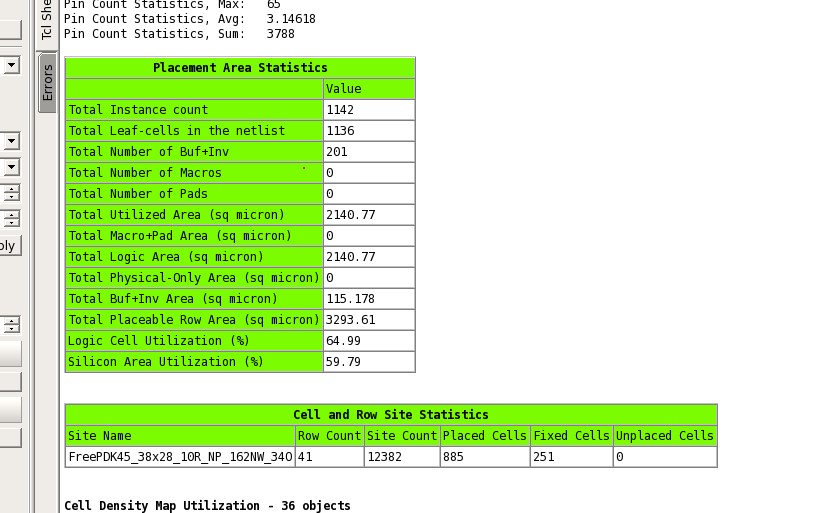 Tcl She
Pin Count Statistics, Max: 65
Pin Count Statistics, Avg: 3.14618
Pin Count Statistics, Sum: 3788
Errors
Placement Area Statistics
Value
Total Instance count 1142
Total Leaf-cells in the netlist 1136
Total Number of Buf+Inv 201
Total Number of Macros 0
Total Number of Pads 0
Total Utilized Area (sq micron) 2140.77
Total Macro+Pad Area (sq micron) 0
ply
Total Logic Area (sq micron) 2140.77
Total Physical-Only Area (sq micron) 0
Total Buf+Inv Area (sq micron) 115.178
Total Placeable Row Area (sq micron) 3293.61
Logic Cell Utilization (%) 64.99
Silicon Area Utilization (%) 59.79
Cell and Row Site Statistics
Site Name Row Count Site Count Placed Cells Fixed Cells Unplaced Cells
FreePDK45_38x28_10R_NP_162NW_34O 41 12382 885 251 0
Cell Density Map Utilization - 36 objects